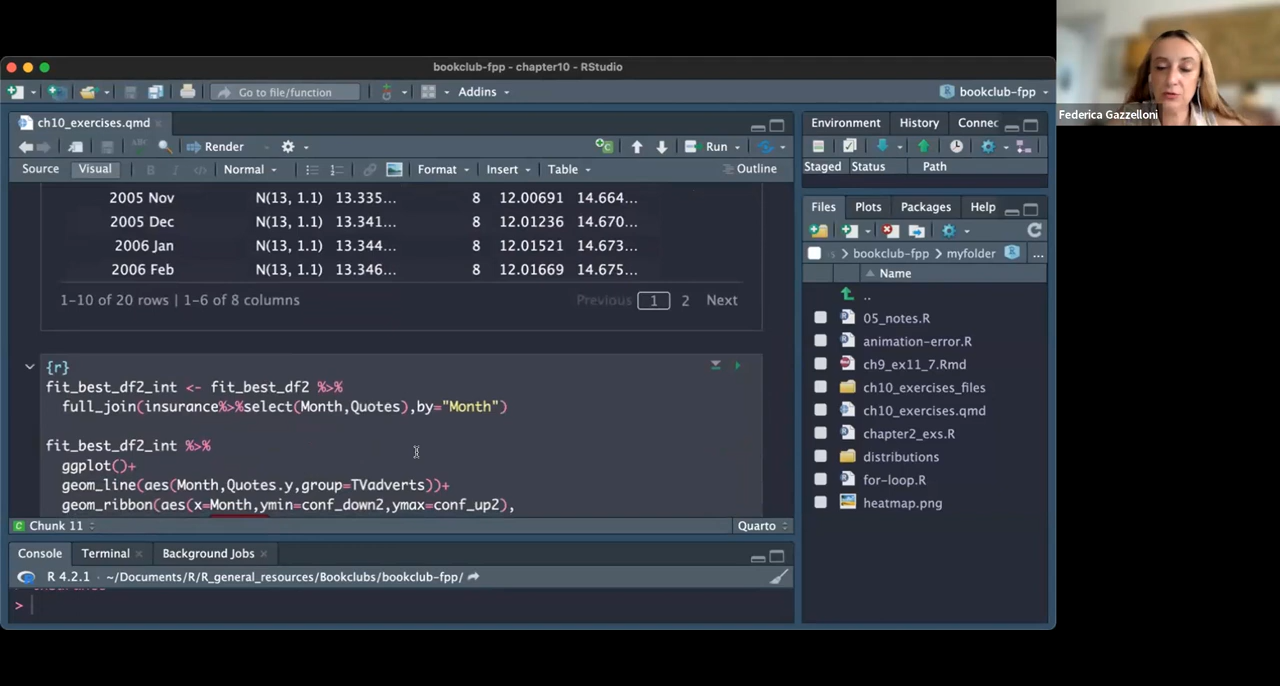 bookclub-fpp - chapter10 - RStudio
Go to file/function
Addins
bookclub-fpp
ch10_exercises.qmd
Render
Run
Source Visual
B I
Normal
Format
Insert
Table
Outline
2005 Nov N(13, 1.1) 13.335... 8 12.00691 14.664...
2005 Dec N(13, 1.1) 13.341... 8 12.01236 14.670...
2006 Jan N(13, 1.1) 13.344... 8 12.01521 14.673...
2006 Feb N(13, 1.1) 13.346... 8 12.01669 14.675...
1-10 of 20 rows | 1-6 of 8 columns
Previous 1 2 Next
{r}
fit_best_df2_int <- fit_best_df2 %>%
full_join(insurance%>%select(Month,Quotes),by="Month")
fit_best_df2_int %>%
ggplot()+
geom_line(aes(Month,Quotes.y,group=TVadverts))+
geom_ribbon(aes(x=Month,ymin=conf_down2,ymax=conf_up2),
C Chunk 11
Quarto
Console Terminal Background Jobs
R 4.2.1 · ~/Documents/R/R_general_resources/Bookclubs/bookclub-fpp/
>
Environment History Connec
Staged Status Path
Files Plots Packages Help
bookclub-fpp myfolder ...
Name
..
05_notes.R
animation-error.R
ch9_ex11_7.Rmd
ch10_exercises_files
ch10_exercises.qmd
chapter2_exs.R
distributions
for-loop.R
heatmap.png
Federica Gazzelloni